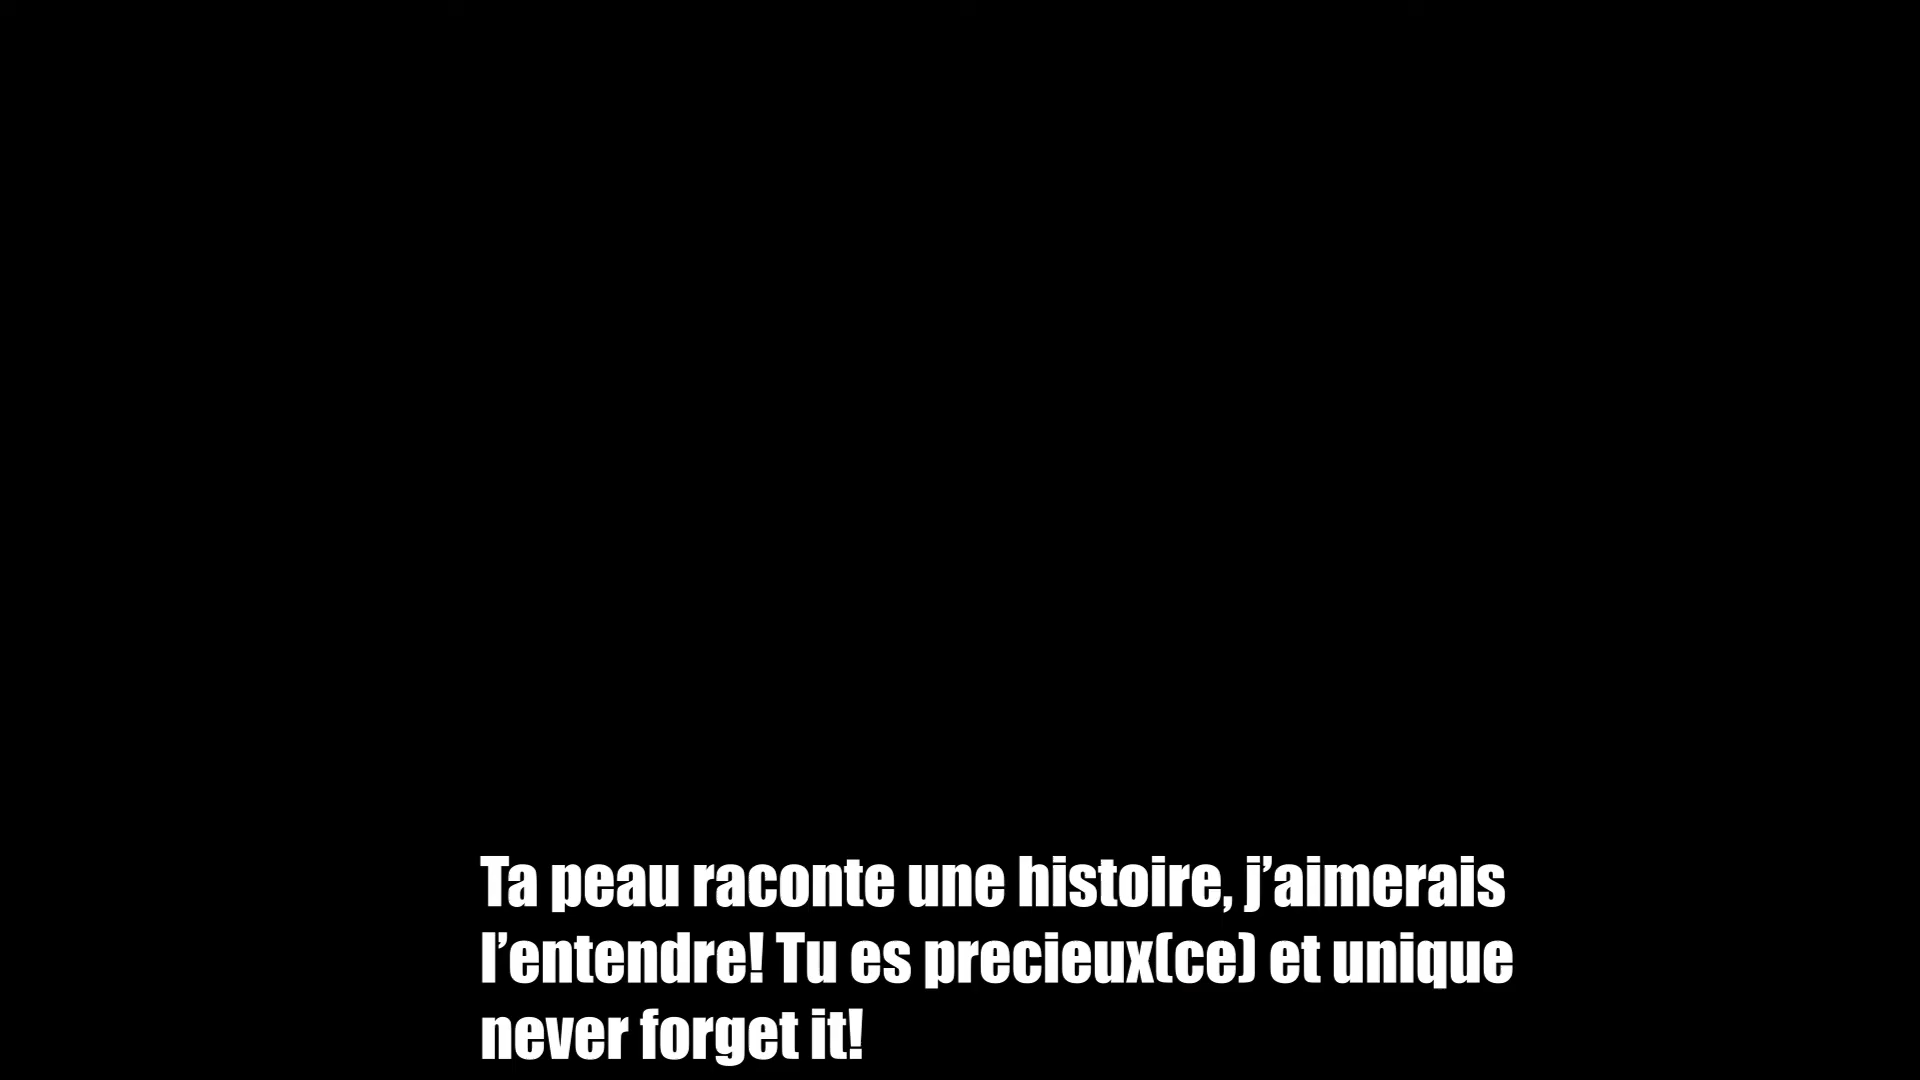 Ta peau raconte une histoire, j’aimerais
l’entendre! Tu es precieux(ce) et unique
never forget it!